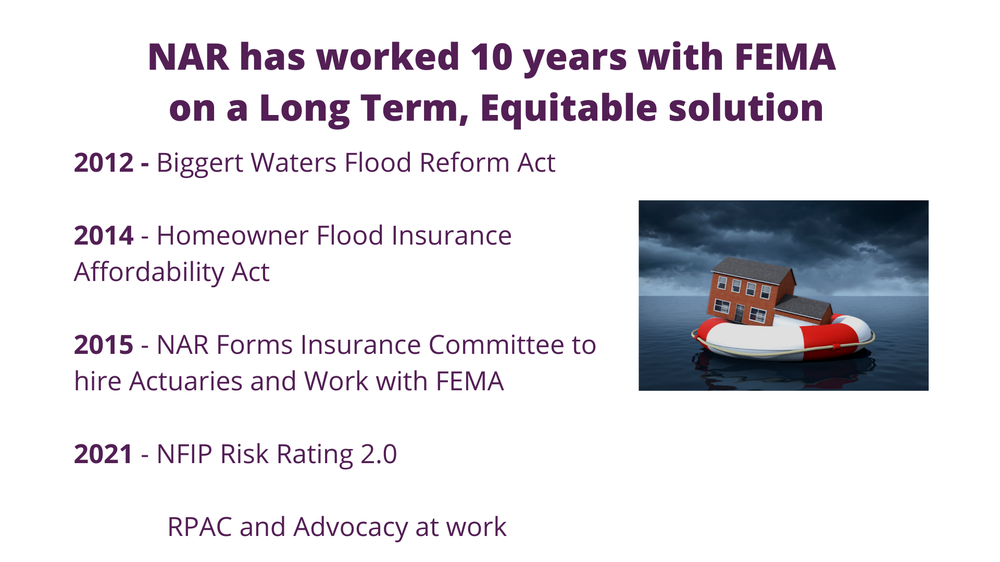 NAR has worked 10 years with FEMA
on a Long Term, Equitable solution
2012 - Biggert Waters Flood Reform Act
2014 - Homeowner Flood Insurance
Affordability Act
2015 - NAR Forms Insurance Committee to
hire Actuaries and Work with FEMA
2021 - NFIP Risk Rating 2.0
RPAC and Advocacy at work